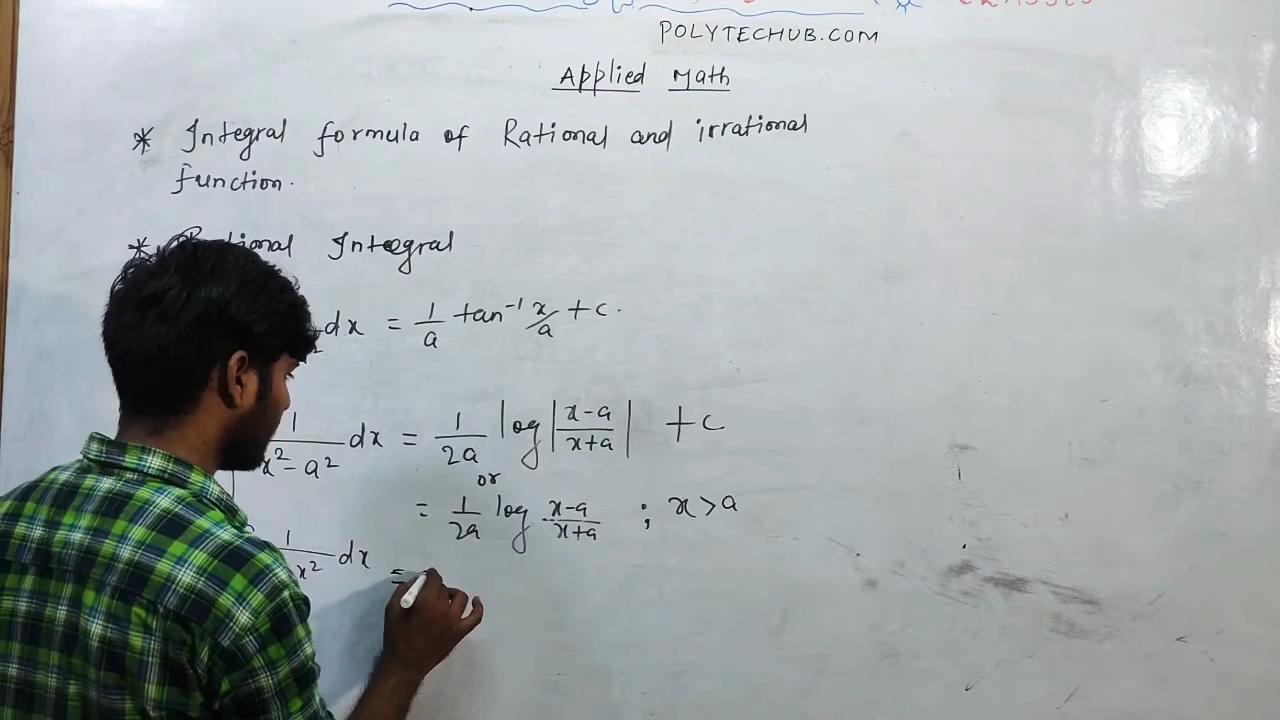 POLYTECHUB.COM
Applied Math
* Integral formula of Rational and irrational
function.
* Integral
dx = 1/a tan⁻¹ x/a + c.
1/(x² - a²) dx = 1/2a log |(x-a)/(x+a)| + c
or
= 1/2a log (x-a)/(x+a) ; x > a
1/ x² dx =